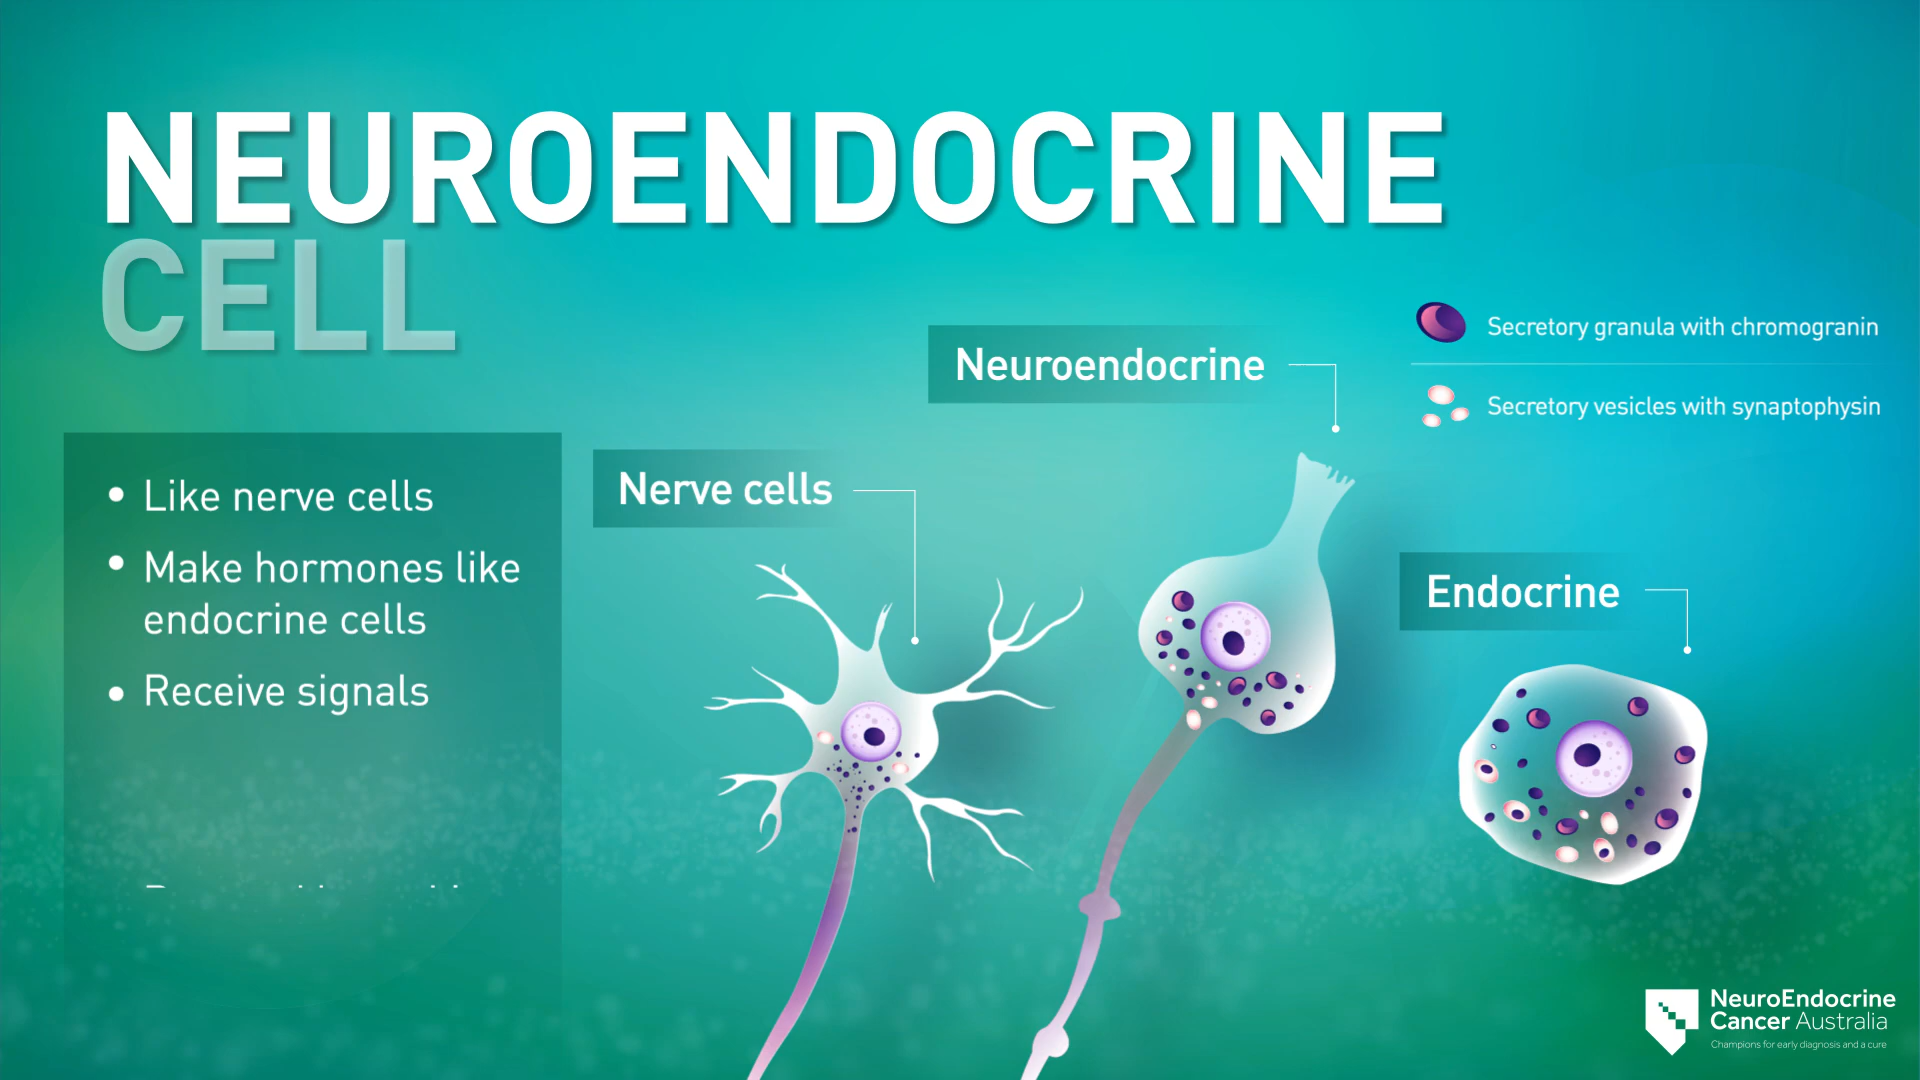 NEUROENDOCRINE
CELL
• Like nerve cells
• Make hormones like
endocrine cells
• Receive signals
Nerve cells
Neuroendocrine
Endocrine
Secretory granula with chromogranin
Secretory vesicles with synaptophysin
NeuroEndocrine
Cancer Australia
Champions for early diagnosis and a cure